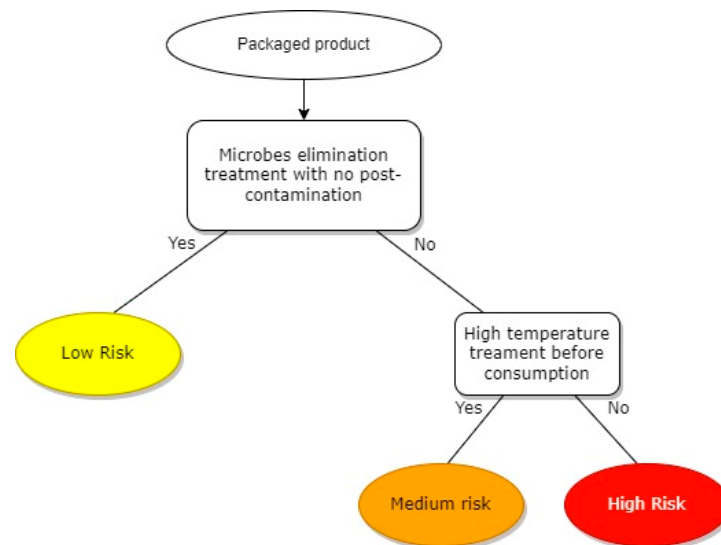 Packaged product
Microbes elimination
treatment with no post-
contamination
Yes
No
Low Risk
High temperature
treament before
consumption
Yes
No
Medium risk
High Risk